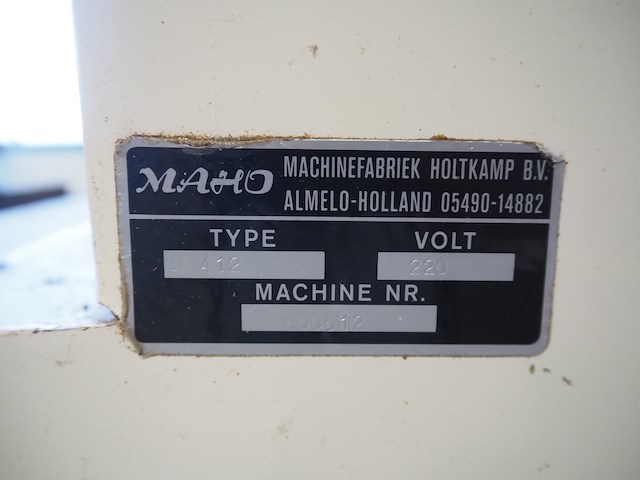 MAHO MACHINEFABRIEK HOLTKAMP B.V.
ALMELO-HOLLAND 05490-14882
TYPE VOLT
412 220
MACHINE NR.